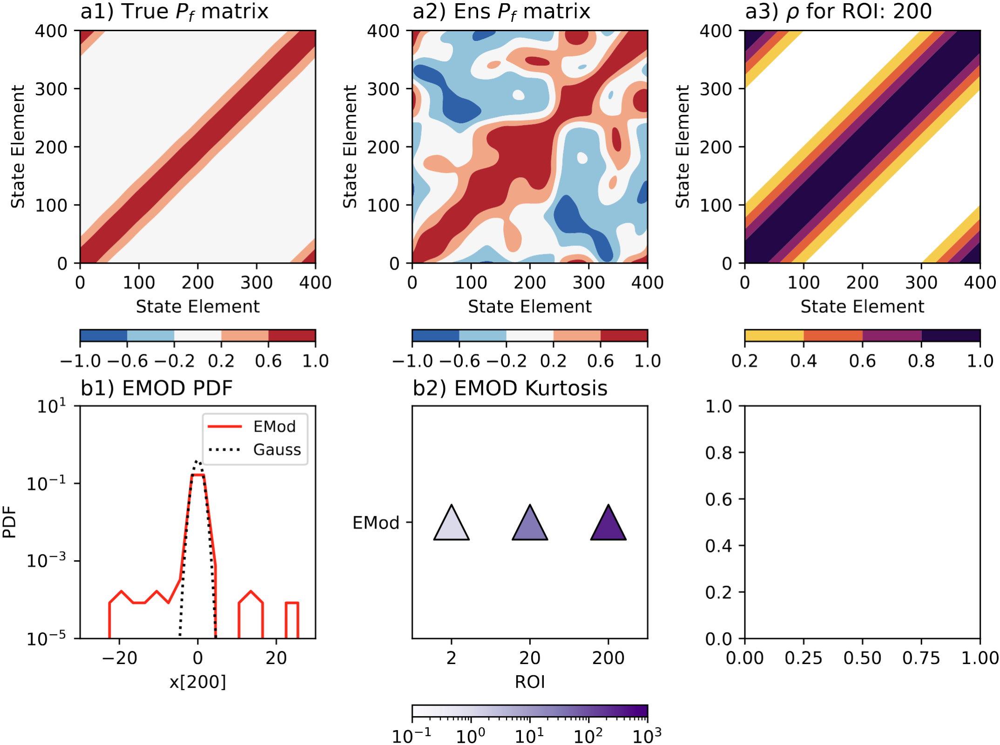 a1) True P_f matrix
400
300
200
100
0
State Element
0 100 200 300 400
State Element
−1.0 −0.6 −0.2 0.2 0.6 1.0
a2) Ens P_f matrix
400
300
200
100
0
State Element
0 100 200 300 400
State Element
−1.0 −0.6 −0.2 0.2 0.6 1.0
a3) ρ for ROI: 200
400
300
200
100
0
State Element
0 100 200 300 400
State Element
0.2 0.4 0.6 0.8 1.0
b1) EMOD PDF
10^1
10^−1
10^−3
10^−5
PDF
EMod
Gauss
−20 0 20
x[200]
b2) EMOD Kurtosis
EMod
2 20 200
ROI
10^−1 10^0 10^1 10^2 10^3
1.0
0.8
0.6
0.4
0.2
0.0
0.00 0.25 0.50 0.75 1.00